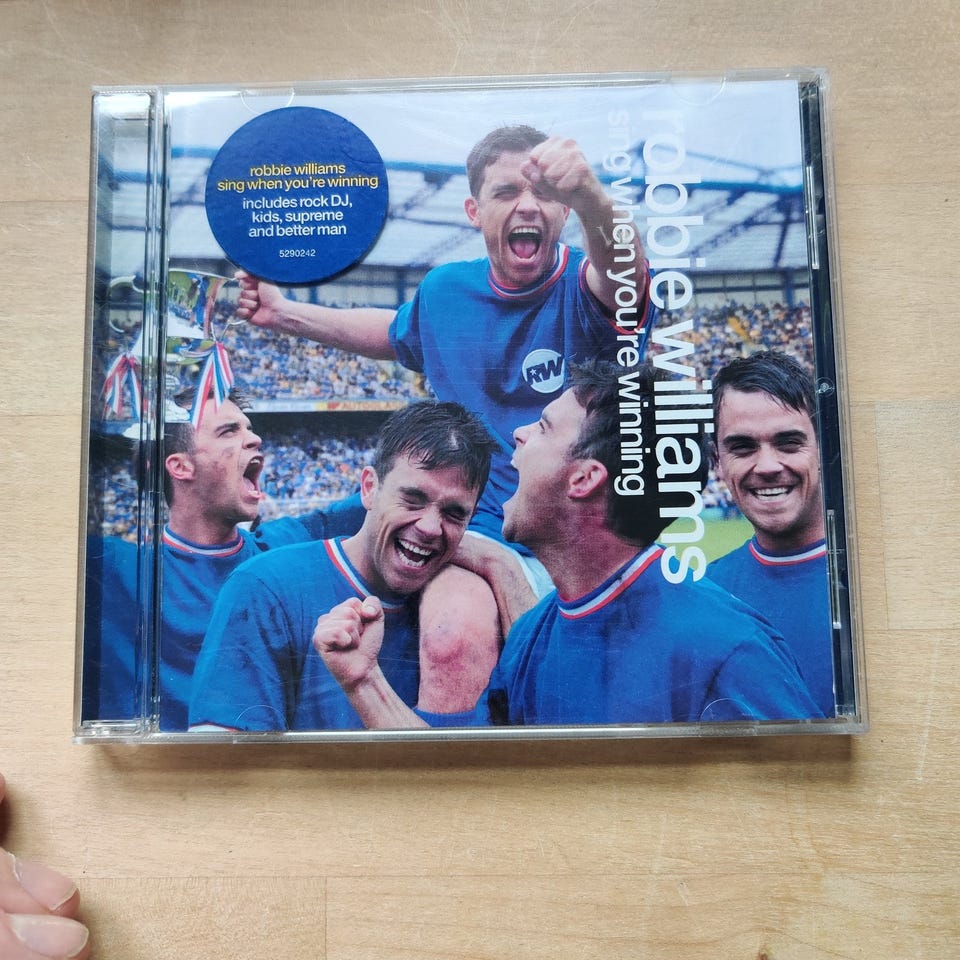 robbie williams
sing when you're winning
includes rock DJ,
kids, supreme
and better man
5290242
robbie williams
sing when you're winning
RW